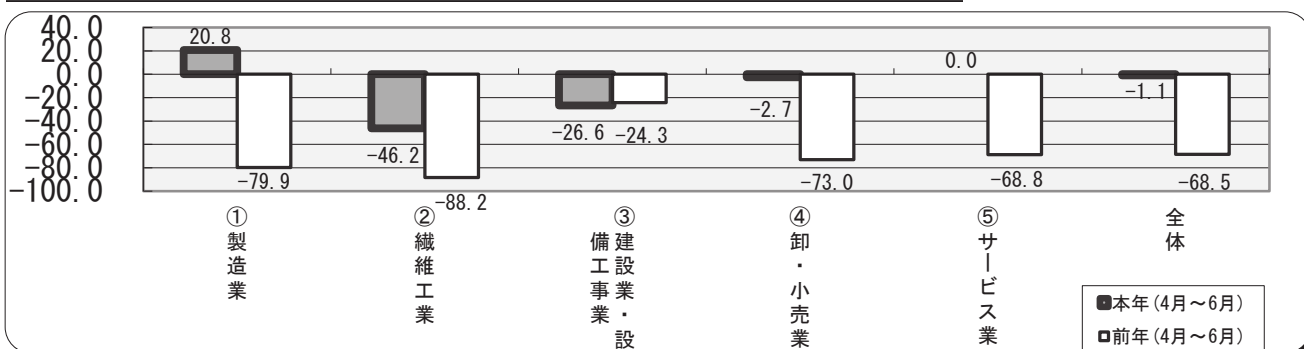 40.0
20.0
0.0
-20.0
-40.0
-60.0
-80.0
-100.0
20.8
-79.9
-46.2
-88.2
-26.6
-24.3
-2.7
-73.0
0.0
-68.8
-1.1
-68.5
①製造業
②繊維工業
③建設業・設
備工事業
④卸・小売業
⑤サービス業
全体
本年(4月～6月)
前年(4月～6月)